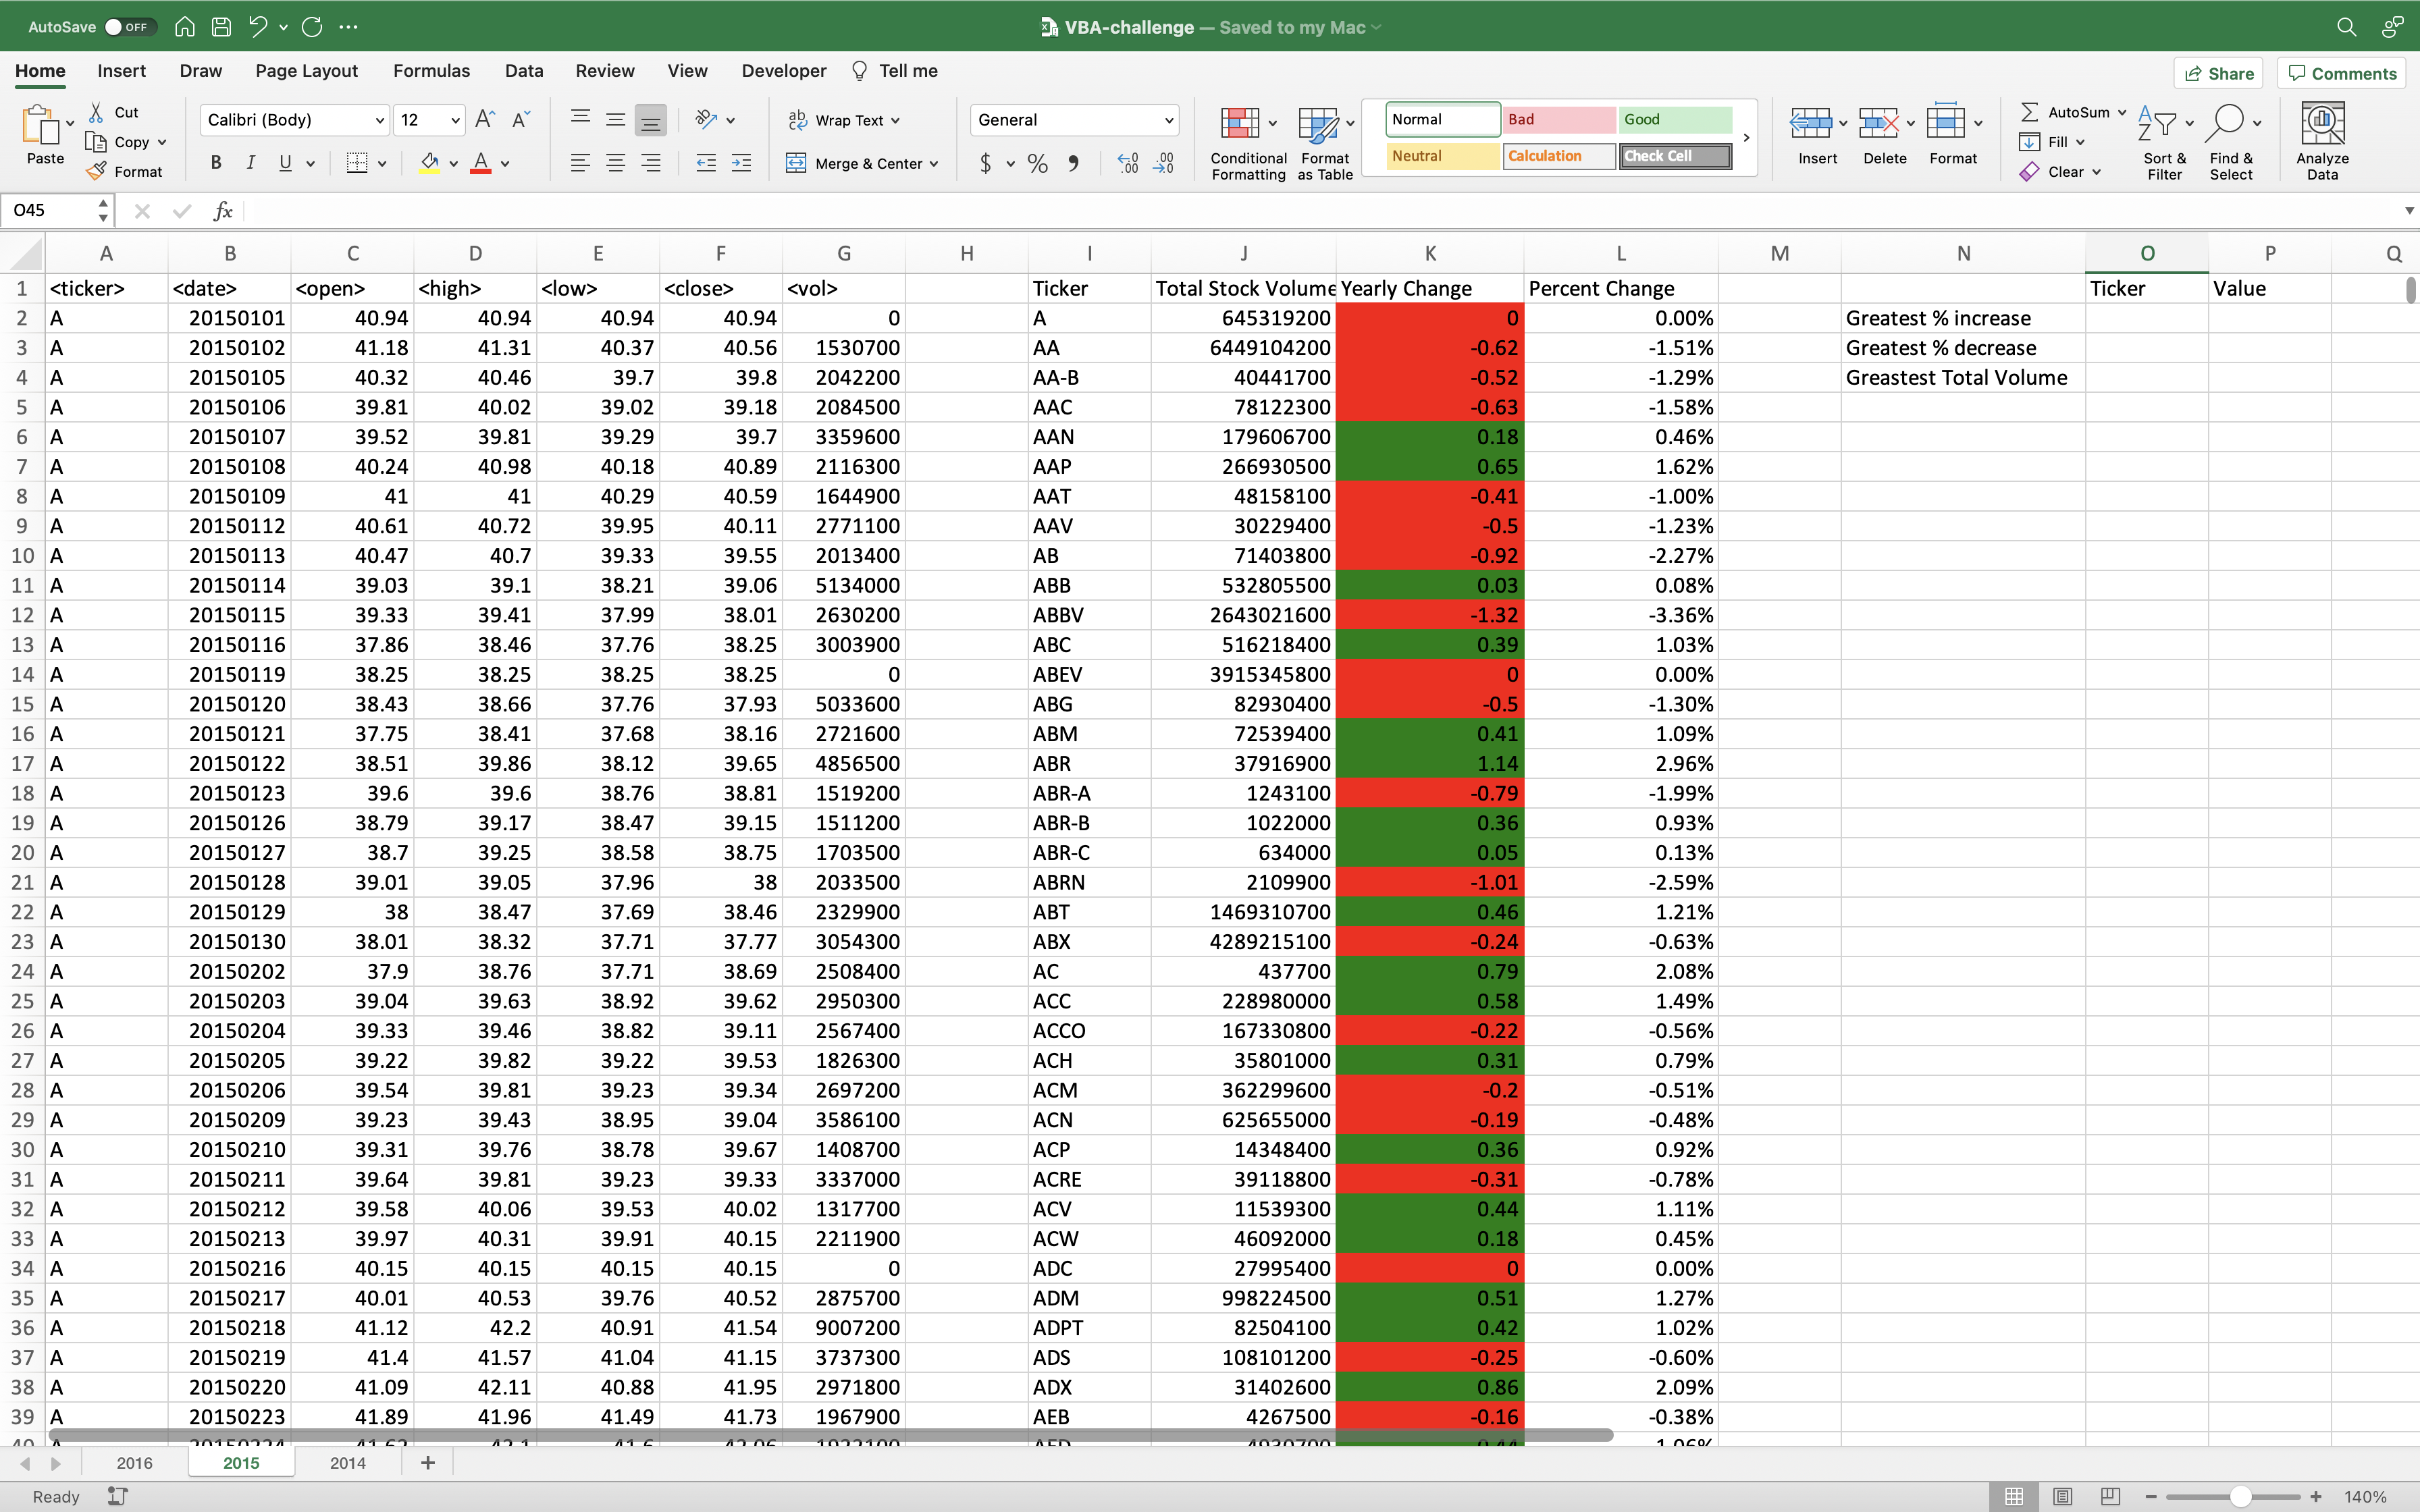 AutoSave OFF VBA-challenge — Saved to my Mac
Home Insert Draw Page Layout Formulas Data Review View Developer Tell me Share Comments
Paste Cut Copy Format Calibri (Body) 12 Wrap Text Merge & Center General Conditional Formatting Format as Table Normal Bad Good Neutral Calculation Check Cell Insert Delete Format AutoSum Fill Clear Sort & Filter Find & Select Analyze Data
O45 fx
A B C D E F G H I J K L M N O P Q
1 <ticker> <date> <open> <high> <low> <close> <vol> Ticker Total Stock Volume Yearly Change Percent Change Ticker Value
2 A 20150101 40.94 40.94 40.94 40.94 0 A 645319200 0 0.00% Greatest % increase
3 A 20150102 41.18 41.31 40.37 40.56 1530700 AA 6449104200 -0.62 -1.51% Greatest % decrease
4 A 20150105 40.32 40.46 39.7 39.8 2042200 AA-B 40441700 -0.52 -1.29% Greastest Total Volume
5 A 20150106 39.81 40.02 39.02 39.18 2084500 AAC 78122300 -0.63 -1.58%
6 A 20150107 39.52 39.81 39.29 39.7 3359600 AAN 179606700 0.18 0.46%
7 A 20150108 40.24 40.98 40.18 40.89 2116300 AAP 266930500 0.65 1.62%
8 A 20150109 41 41 40.29 40.59 1644900 AAT 48158100 -0.41 -1.00%
9 A 20150112 40.61 40.72 39.95 40.11 2771100 AAV 30229400 -0.5 -1.23%
10 A 20150113 40.47 40.7 39.33 39.55 2013400 AB 71403800 -0.92 -2.27%
11 A 20150114 39.03 39.1 38.21 39.06 5134000 ABB 532805500 0.03 0.08%
12 A 20150115 39.33 39.41 37.99 38.01 2630200 ABBV 2643021600 -1.32 -3.36%
13 A 20150116 37.86 38.46 37.76 38.25 3003900 ABC 516218400 0.39 1.03%
14 A 20150119 38.25 38.25 38.25 38.25 0 ABEV 3915345800 0 0.00%
15 A 20150120 38.43 38.66 37.76 37.93 5033600 ABG 82930400 -0.5 -1.30%
16 A 20150121 37.75 38.41 37.68 38.16 2721600 ABM 72539400 0.41 1.09%
17 A 20150122 38.51 39.86 38.12 39.65 4856500 ABR 37916900 1.14 2.96%
18 A 20150123 39.6 39.6 38.76 38.81 1519200 ABR-A 1243100 -0.79 -1.99%
19 A 20150126 38.79 39.17 38.47 39.15 1511200 ABR-B 1022000 0.36 0.93%
20 A 20150127 38.7 39.25 38.58 38.75 1703500 ABR-C 634000 0.05 0.13%
21 A 20150128 39.01 39.05 37.96 38 2033500 ABRN 2109900 -1.01 -2.59%
22 A 20150129 38 38.47 37.69 38.46 2329900 ABT 1469310700 0.46 1.21%
23 A 20150130 38.01 38.32 37.71 37.77 3054300 ABX 4289215100 -0.24 -0.63%
24 A 20150202 37.9 38.76 37.71 38.69 2508400 AC 437700 0.79 2.08%
25 A 20150203 39.04 39.63 38.92 39.62 2950300 ACC 228980000 0.58 1.49%
26 A 20150204 39.33 39.46 38.82 39.11 2567400 ACCO 167330800 -0.22 -0.56%
27 A 20150205 39.22 39.82 39.22 39.53 1826300 ACH 35801000 0.31 0.79%
28 A 20150206 39.54 39.81 39.23 39.34 2697200 ACM 362299600 -0.2 -0.51%
29 A 20150209 39.23 39.43 38.95 39.04 3586100 ACN 625655000 -0.19 -0.48%
30 A 20150210 39.31 39.76 38.78 39.67 1408700 ACP 14348400 0.36 0.92%
31 A 20150211 39.64 39.81 39.23 39.33 3337000 ACRE 39118800 -0.31 -0.78%
32 A 20150212 39.58 40.06 39.53 40.02 1317700 ACV 11539300 0.44 1.11%
33 A 20150213 39.97 40.31 39.91 40.15 2211900 ACW 46092000 0.18 0.45%
34 A 20150216 40.15 40.15 40.15 40.15 0 ADC 27995400 0 0.00%
35 A 20150217 40.01 40.53 39.76 40.52 2875700 ADM 998224500 0.51 1.27%
36 A 20150218 41.12 42.2 40.91 41.54 9007200 ADPT 82504100 0.42 1.02%
37 A 20150219 41.4 41.57 41.04 41.15 3737300 ADS 108101200 -0.25 -0.60%
38 A 20150220 41.09 42.11 40.88 41.95 2971800 ADX 31402600 0.86 2.09%
39 A 20150223 41.89 41.96 41.49 41.73 1967900 AEB 4267500 -0.16 -0.38%
2016 2015 2014 +
Ready 140%